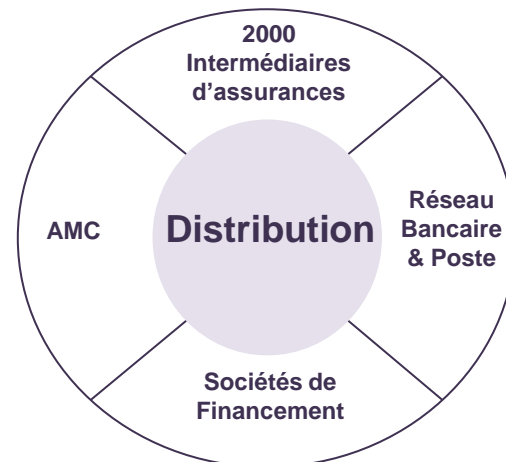 2000
Intermédiaires
d’assurances
AMC
Distribution
Réseau
Bancaire
& Poste
Sociétés de
Financement